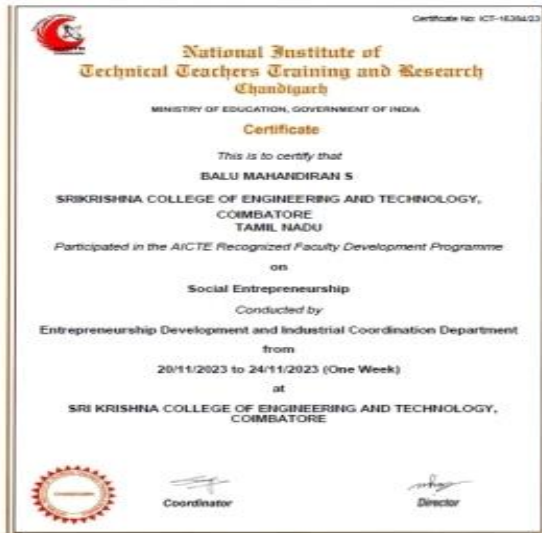 Certificate No: ICT-16384/23
National Institute of
Technical Teachers Training and Research
Chandigarh
MINISTRY OF EDUCATION, GOVERNMENT OF INDIA
Certificate
This is to certify that
BALU MAHANDIRAN S
SRIKRISHNA COLLEGE OF ENGINEERING AND TECHNOLOGY,
COIMBATORE
TAMIL NADU
Participated in the AICTE Recognized Faculty Development Programme
on
Social Entrepreneurship
Conducted by
Entrepreneurship Development and Industrial Coordination Department
from
20/11/2023 to 24/11/2023 (One Week)
at
SRI KRISHNA COLLEGE OF ENGINEERING AND TECHNOLOGY,
COIMBATORE
Coordinator
Director